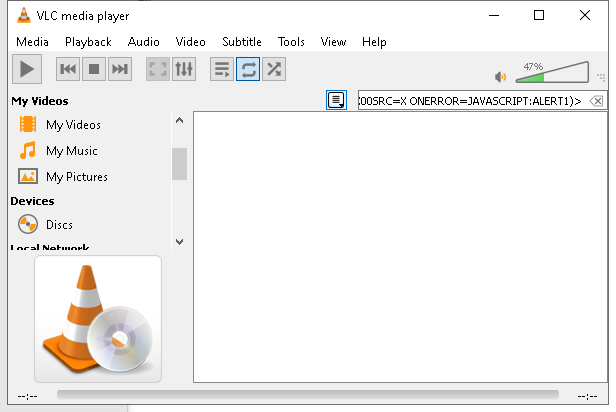 VLC media player
Media Playback Audio Video Subtitle Tools View Help
47%
My Videos
X00SRC=X ONERROR=JAVASCRIPT:ALERT1)>
My Videos
My Music
My Pictures
Devices
Discs
Local Network
--:-- --:--